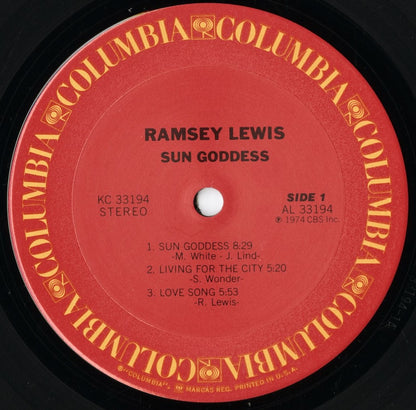 COLUMBIA COLUMBIA COLUMBIA COLUMBIA COLUMBIA COLUMBIA
RAMSEY LEWIS
SUN GODDESS
KC 33194
STEREO
SIDE 1
AL 33194
℗ 1974 CBS Inc.
1. SUN GODDESS 8:29
-M. White - J. Lind-
2. LIVING FOR THE CITY 5:20
-S. Wonder-
3. LOVE SONG 5:53
-R. Lewis-
®"COLUMBIA", MARCAS REG. PRINTED IN U.S.A.